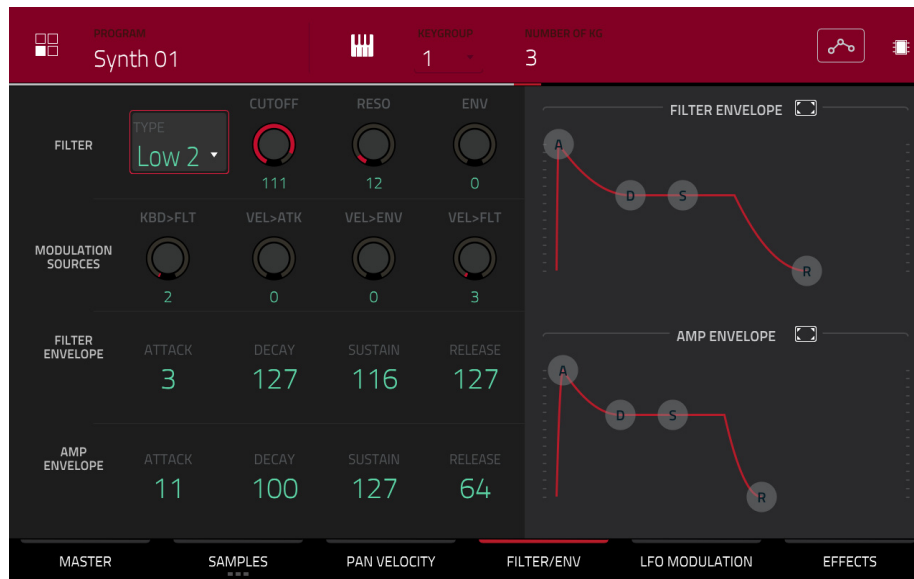 PROGRAM KEYGROUP NUMBER OF KG
Synth 01 1 3
FILTER
TYPE
Low 2
CUTOFF RESO ENV
111 12 0
MODULATION
SOURCES
KBD>FLT VEL>ATK VEL>ENV VEL>FLT
2 0 0 3
FILTER
ENVELOPE
ATTACK DECAY SUSTAIN RELEASE
3 127 116 127
AMP
ENVELOPE
ATTACK DECAY SUSTAIN RELEASE
11 100 127 64
FILTER ENVELOPE
A
D S
R
AMP ENVELOPE
A
D S
R
MASTER SAMPLES PAN VELOCITY FILTER/ENV LFO MODULATION EFFECTS